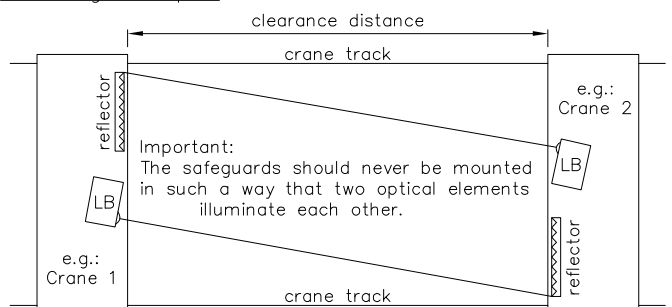 clearance distance
crane track
reflector
e.g.:
Crane 2
Important:
The safeguards should never be mounted
in such a way that two optical elements
illuminate each other.
LB
LB
e.g.:
Crane 1
reflector
crane track